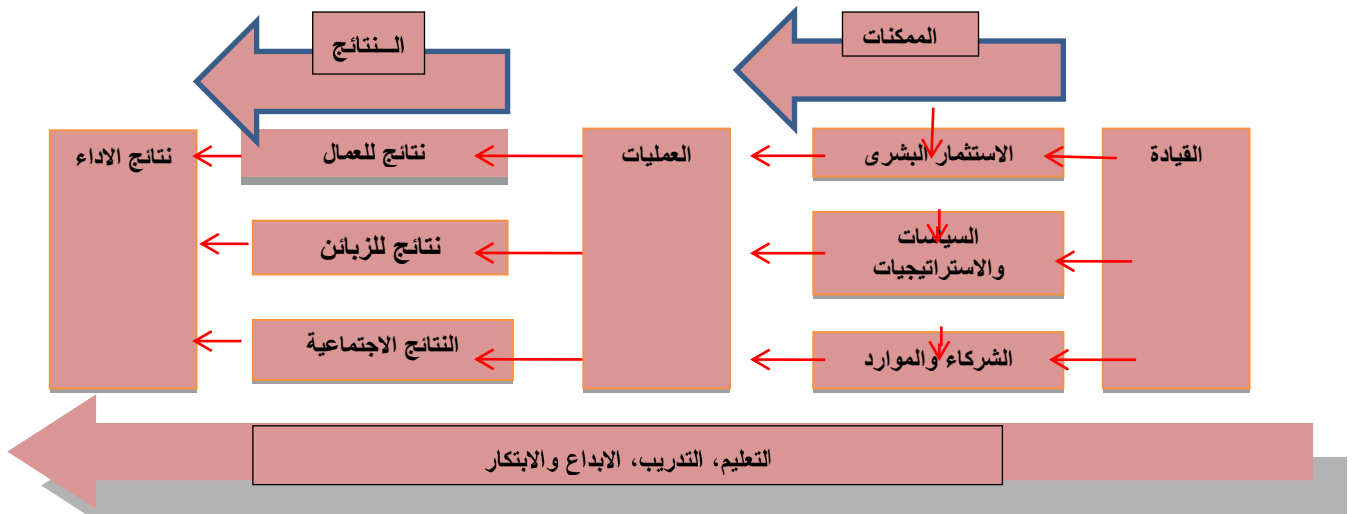 الممكنات
الـــنتائج
القيادة
الاستثمار البشرى
العمليات
نتائج للعمال
نتائج الاداء
السياسات
والاستراتيجيات
نتائج للزبائن
الشركاء والموارد
النتائج الاجتماعية
التعليم، التدريب، الابداع والابتكار